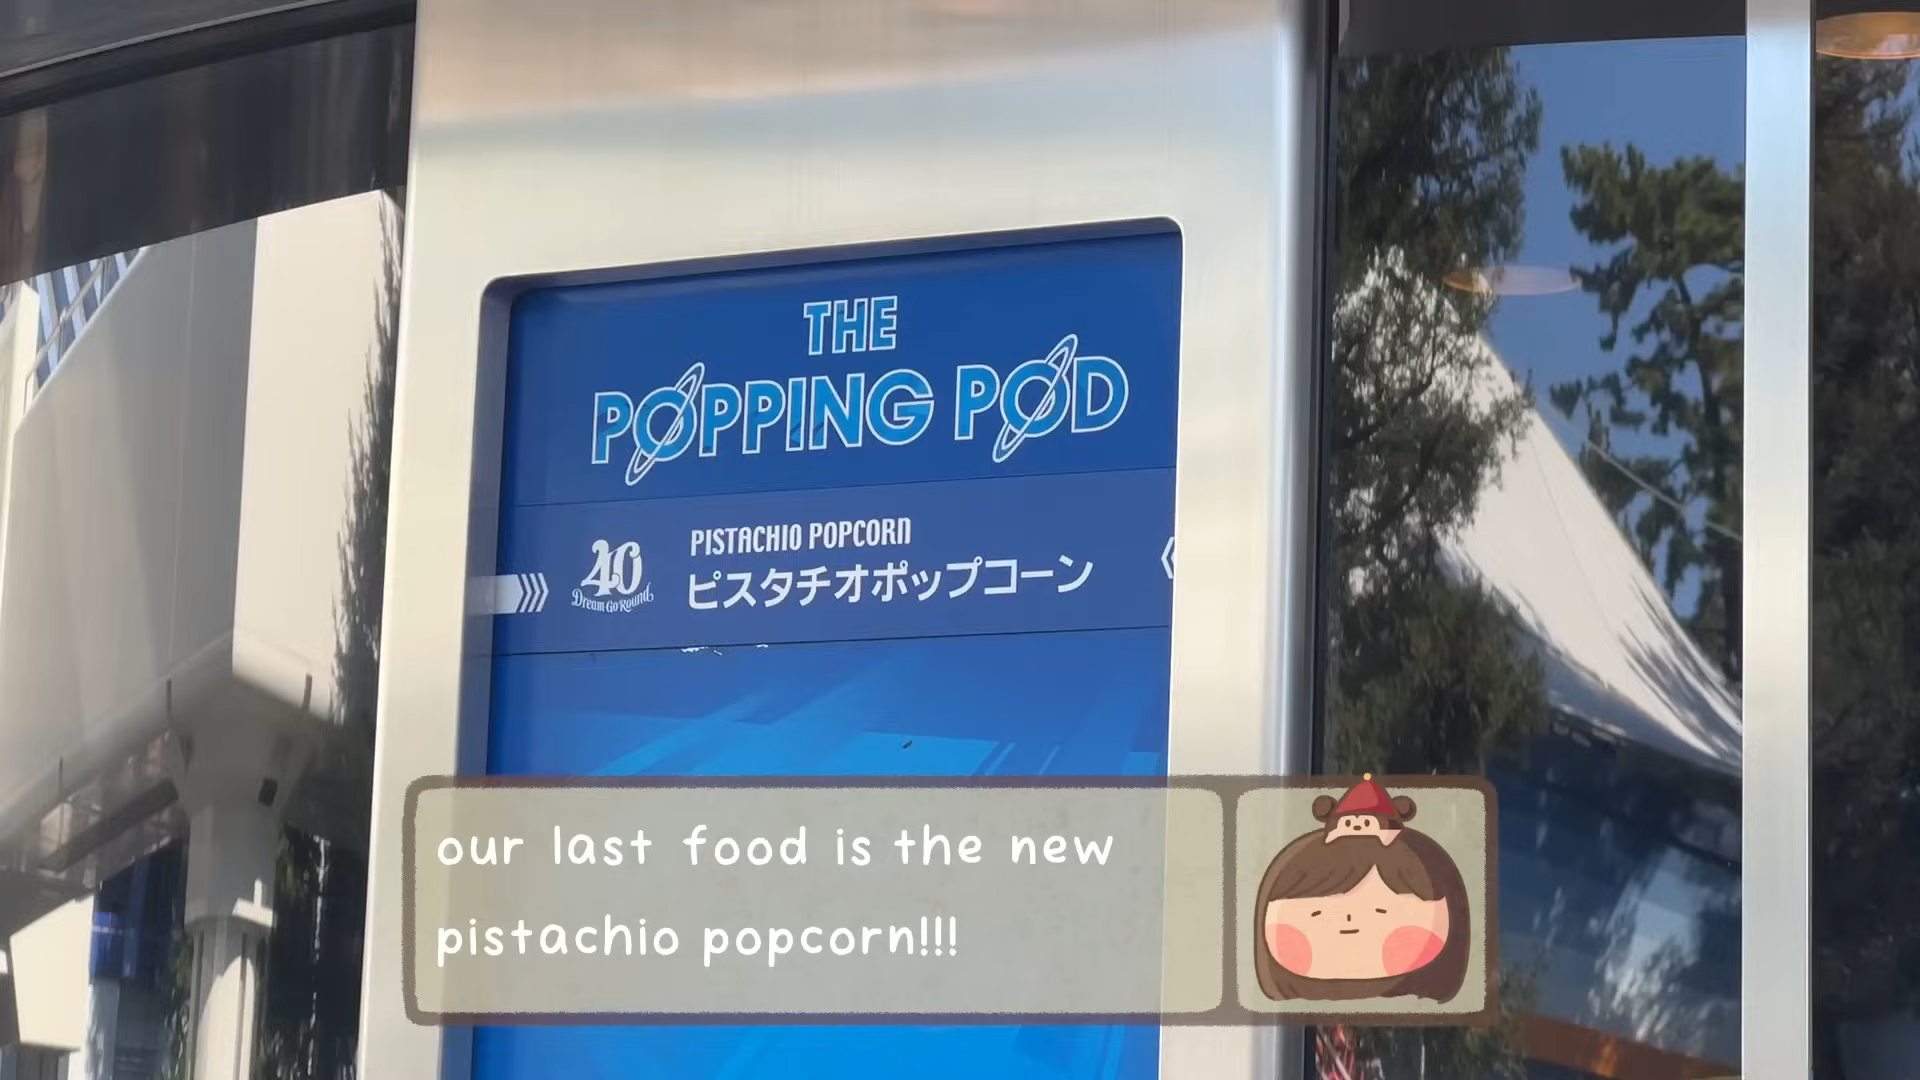 THE
POPPING POD
PISTACHIO POPCORN
40
Dream Go Round
ピスタチオポップコーン
our last food is the new
pistachio popcorn!!!